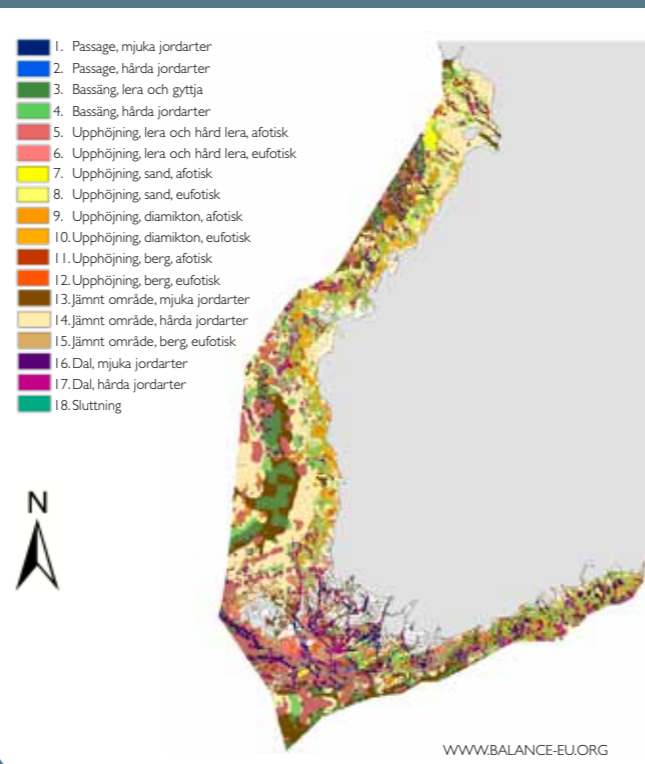 1. Passage, mjuka jordarter
2. Passage, hårda jordarter
3. Bassäng, lera och gyttja
4. Bassäng, hårda jordarter
5. Upphöjning, lera och hård lera, afotisk
6. Upphöjning, lera och hård lera, eufotisk
7. Upphöjning, sand, afotisk
8. Upphöjning, sand, eufotisk
9. Upphöjning, diamikton, afotisk
10. Upphöjning, diamikton, eufotisk
11. Upphöjning, berg, afotisk
12. Upphöjning, berg, eufotisk
13. Jämnt område, mjuka jordarter
14. Jämnt område, hårda jordarter
15. Jämnt område, berg, eufotisk
16. Dal, mjuka jordarter
17. Dal, hårda jordarter
18. Sluttning
N
WWW.BALANCE-EU.ORG